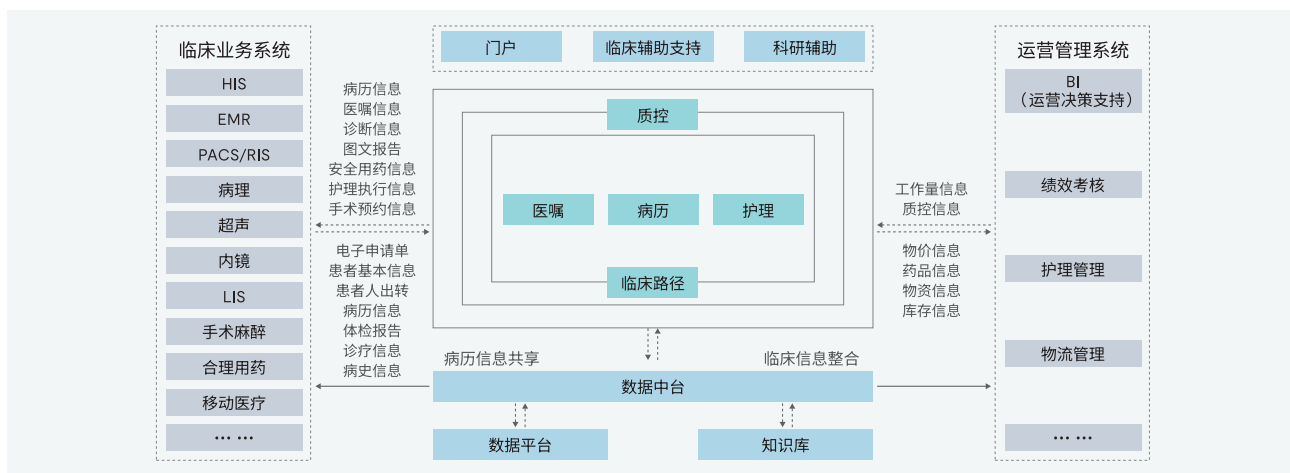 临床业务系统
HIS
EMR
PACS/RIS
病理
超声
内镜
LIS
手术麻醉
合理用药
移动医疗
… …
病历信息
医嘱信息
诊断信息
图文报告
安全用药信息
护理执行信息
手术预约信息
电子申请单
患者基本信息
患者人出转
病历信息
体检报告
诊疗信息
病史信息
门户
临床辅助支持
科研辅助
质控
医嘱
病历
护理
临床路径
病历信息共享
临床信息整合
数据中台
数据平台
知识库
工作量信息
质控信息
物价信息
药品信息
物资信息
库存信息
运营管理系统
BI
（运营决策支持）
绩效考核
护理管理
物流管理
… …